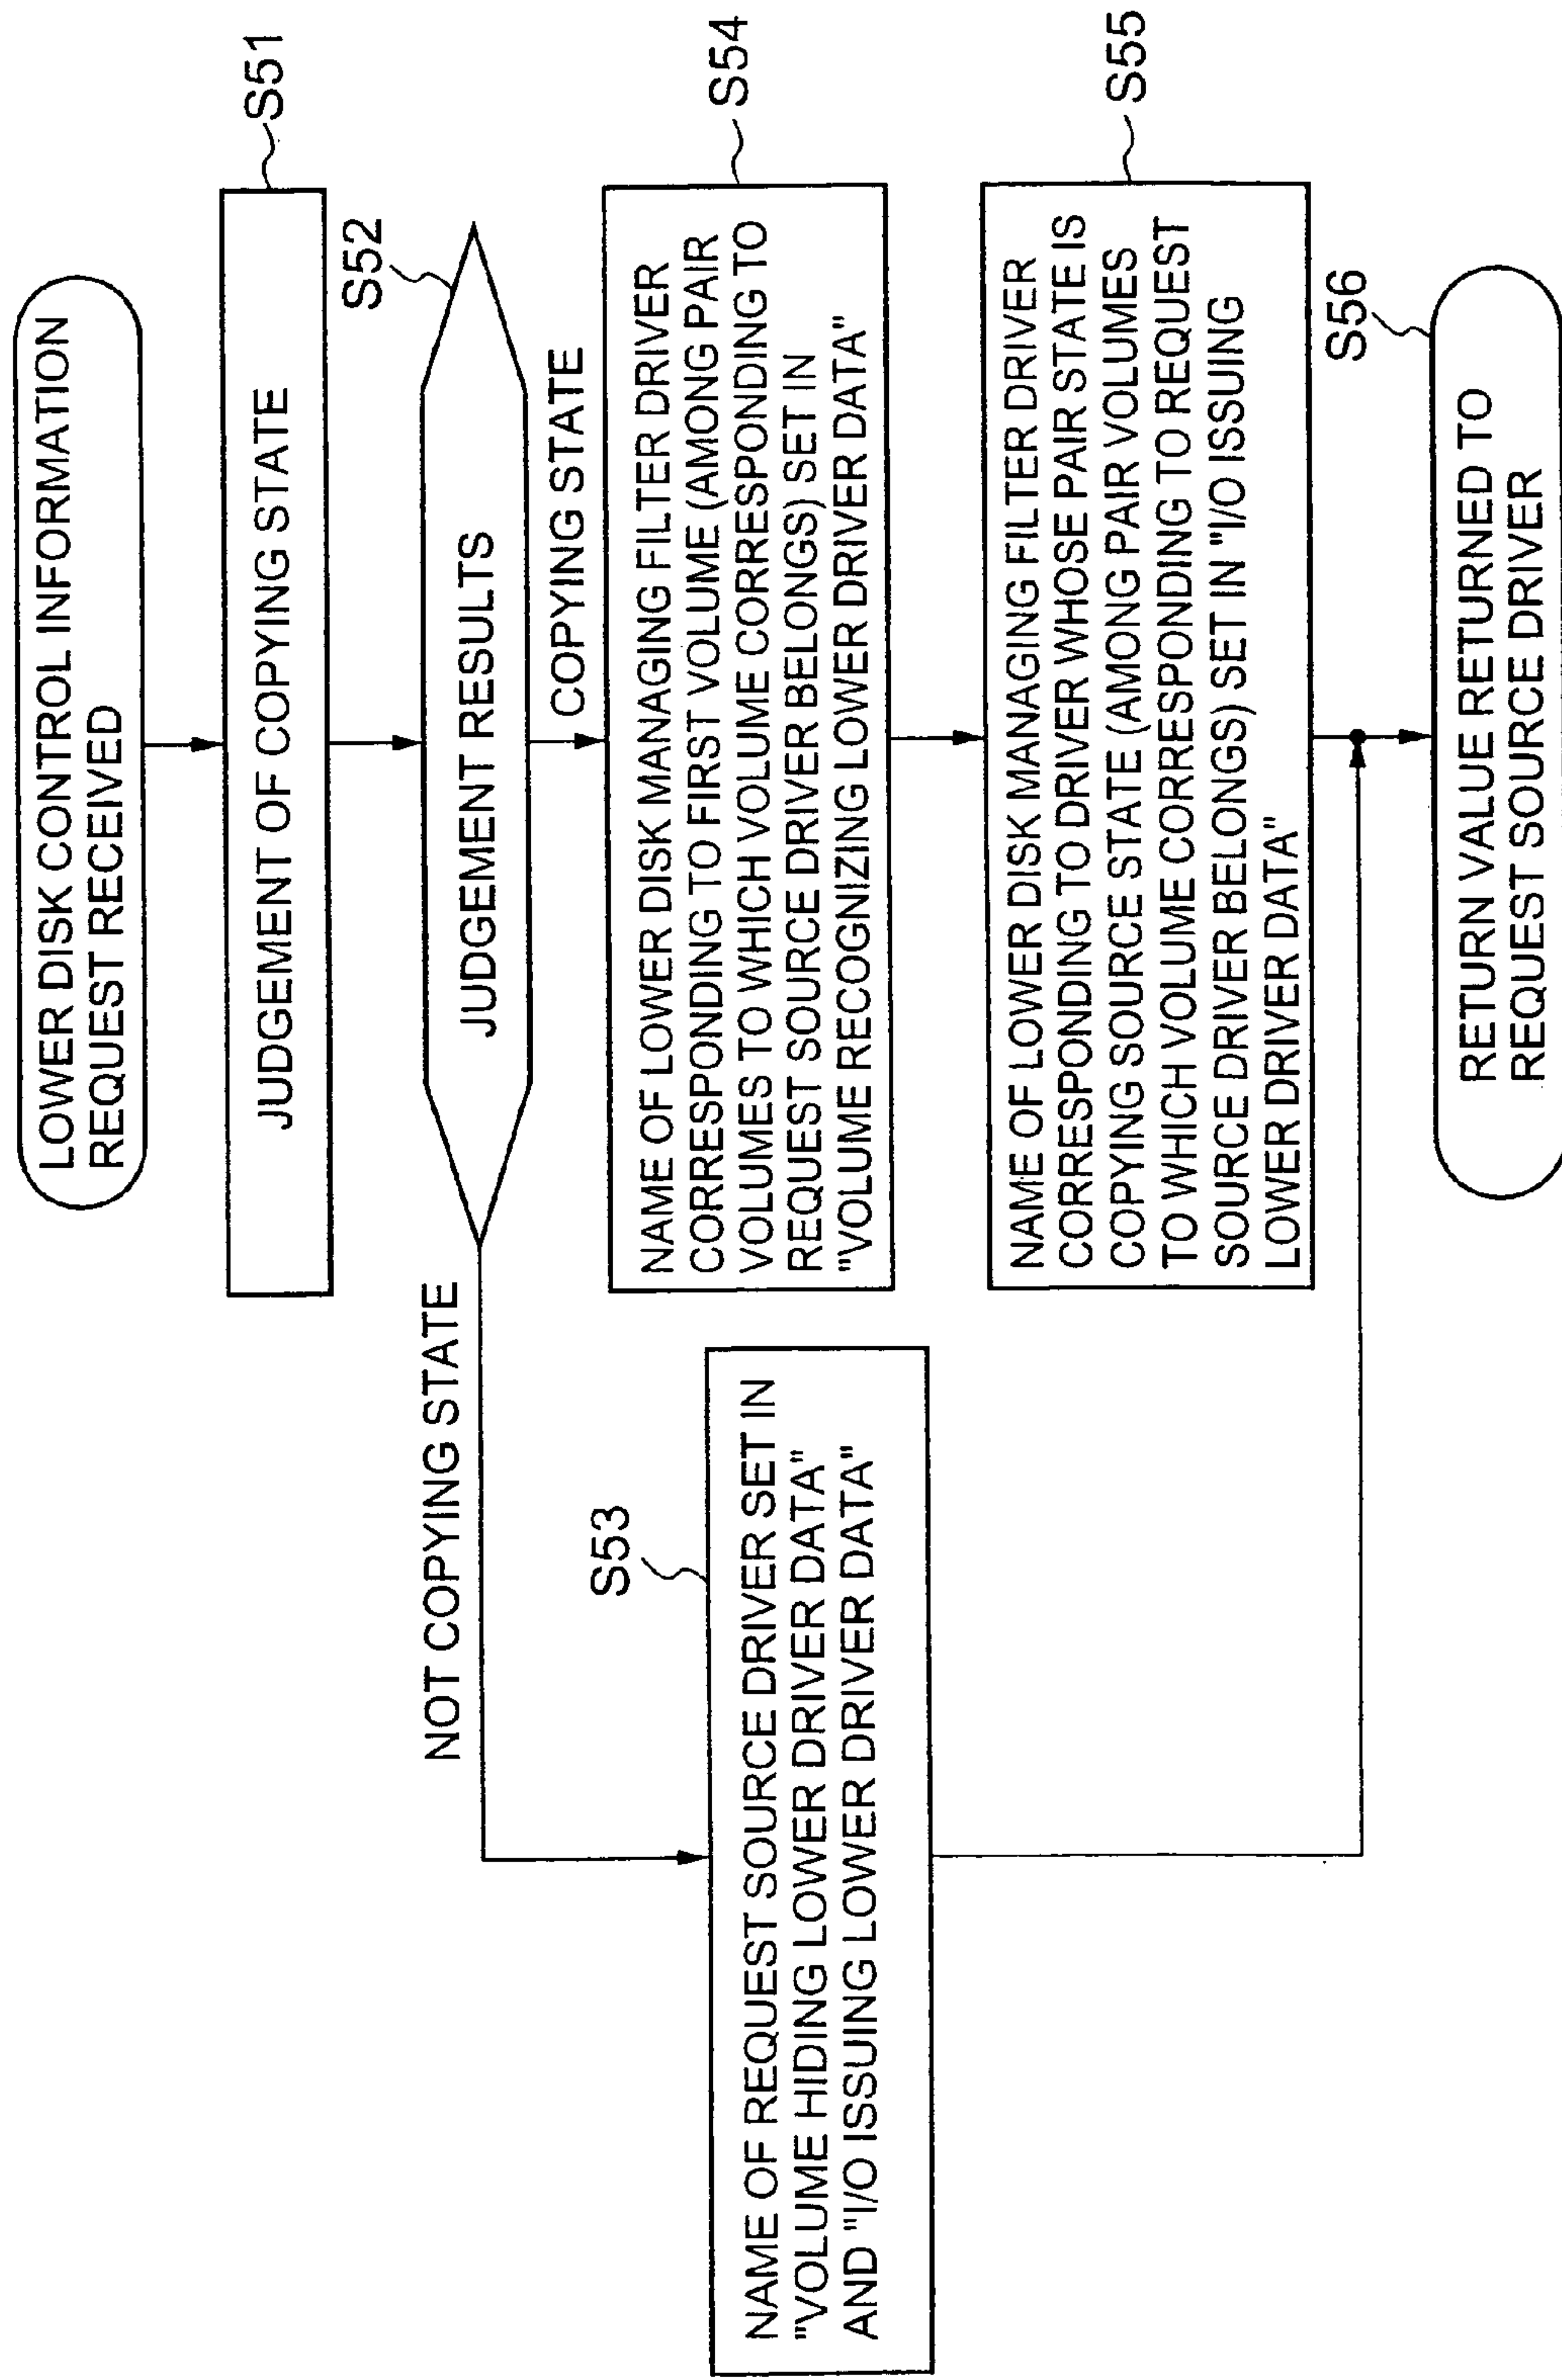 LOWER DISK CONTROL INFORMATION
REQUEST RECEIVED
S51
JUDGEMENT OF COPYING STATE
S52
JUDGEMENT RESULTS
NOT COPYING STATE
COPYING STATE
S53
NAME OF REQUEST SOURCE DRIVER SET IN
"VOLUME HIDING LOWER DRIVER DATA"
AND "I/O ISSUING LOWER DRIVER DATA"
S54
NAME OF LOWER DISK MANAGING FILTER DRIVER
CORRESPONDING TO FIRST VOLUME (AMONG PAIR
VOLUMES TO WHICH VOLUME CORRESPONDING TO
REQUEST SOURCE DRIVER BELONGS) SET IN
"VOLUME RECOGNIZING LOWER DRIVER DATA"
S55
NAME OF LOWER DISK MANAGING FILTER DRIVER
CORRESPONDING TO DRIVER WHOSE PAIR STATE IS
COPYING SOURCE STATE (AMONG PAIR VOLUMES
TO WHICH VOLUME CORRESPONDING TO REQUEST
SOURCE DRIVER BELONGS) SET IN "I/O ISSUING
LOWER DRIVER DATA"
S56
RETURN VALUE RETURNED TO
REQUEST SOURCE DRIVER